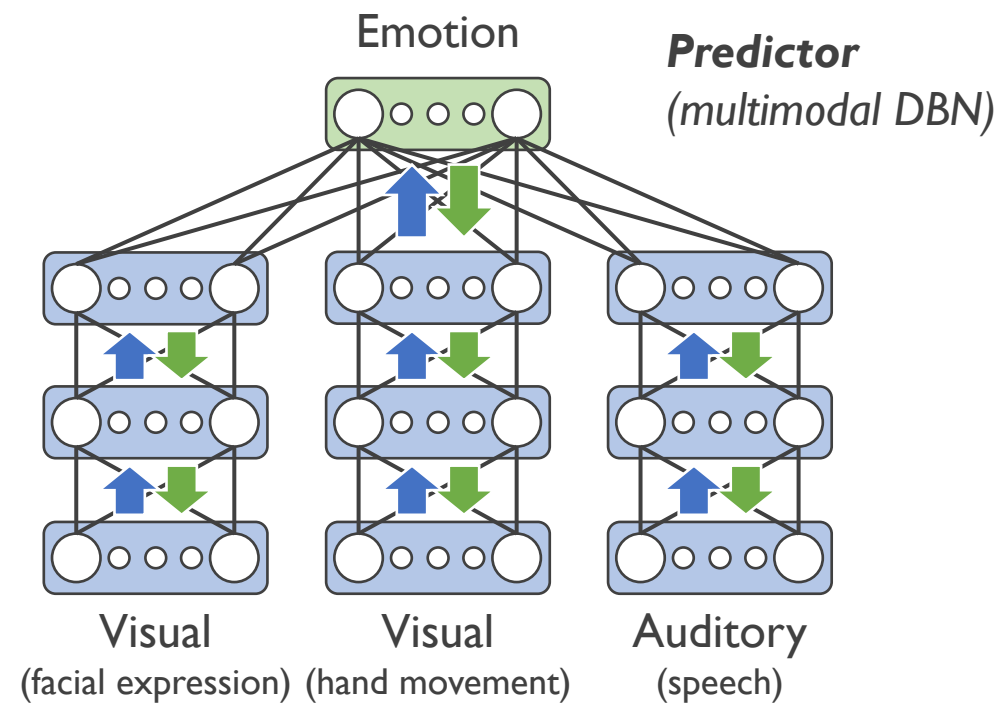 Emotion
Predictor
(multimodal DBN)
Visual
(facial expression)
Visual
(hand movement)
Auditory
(speech)